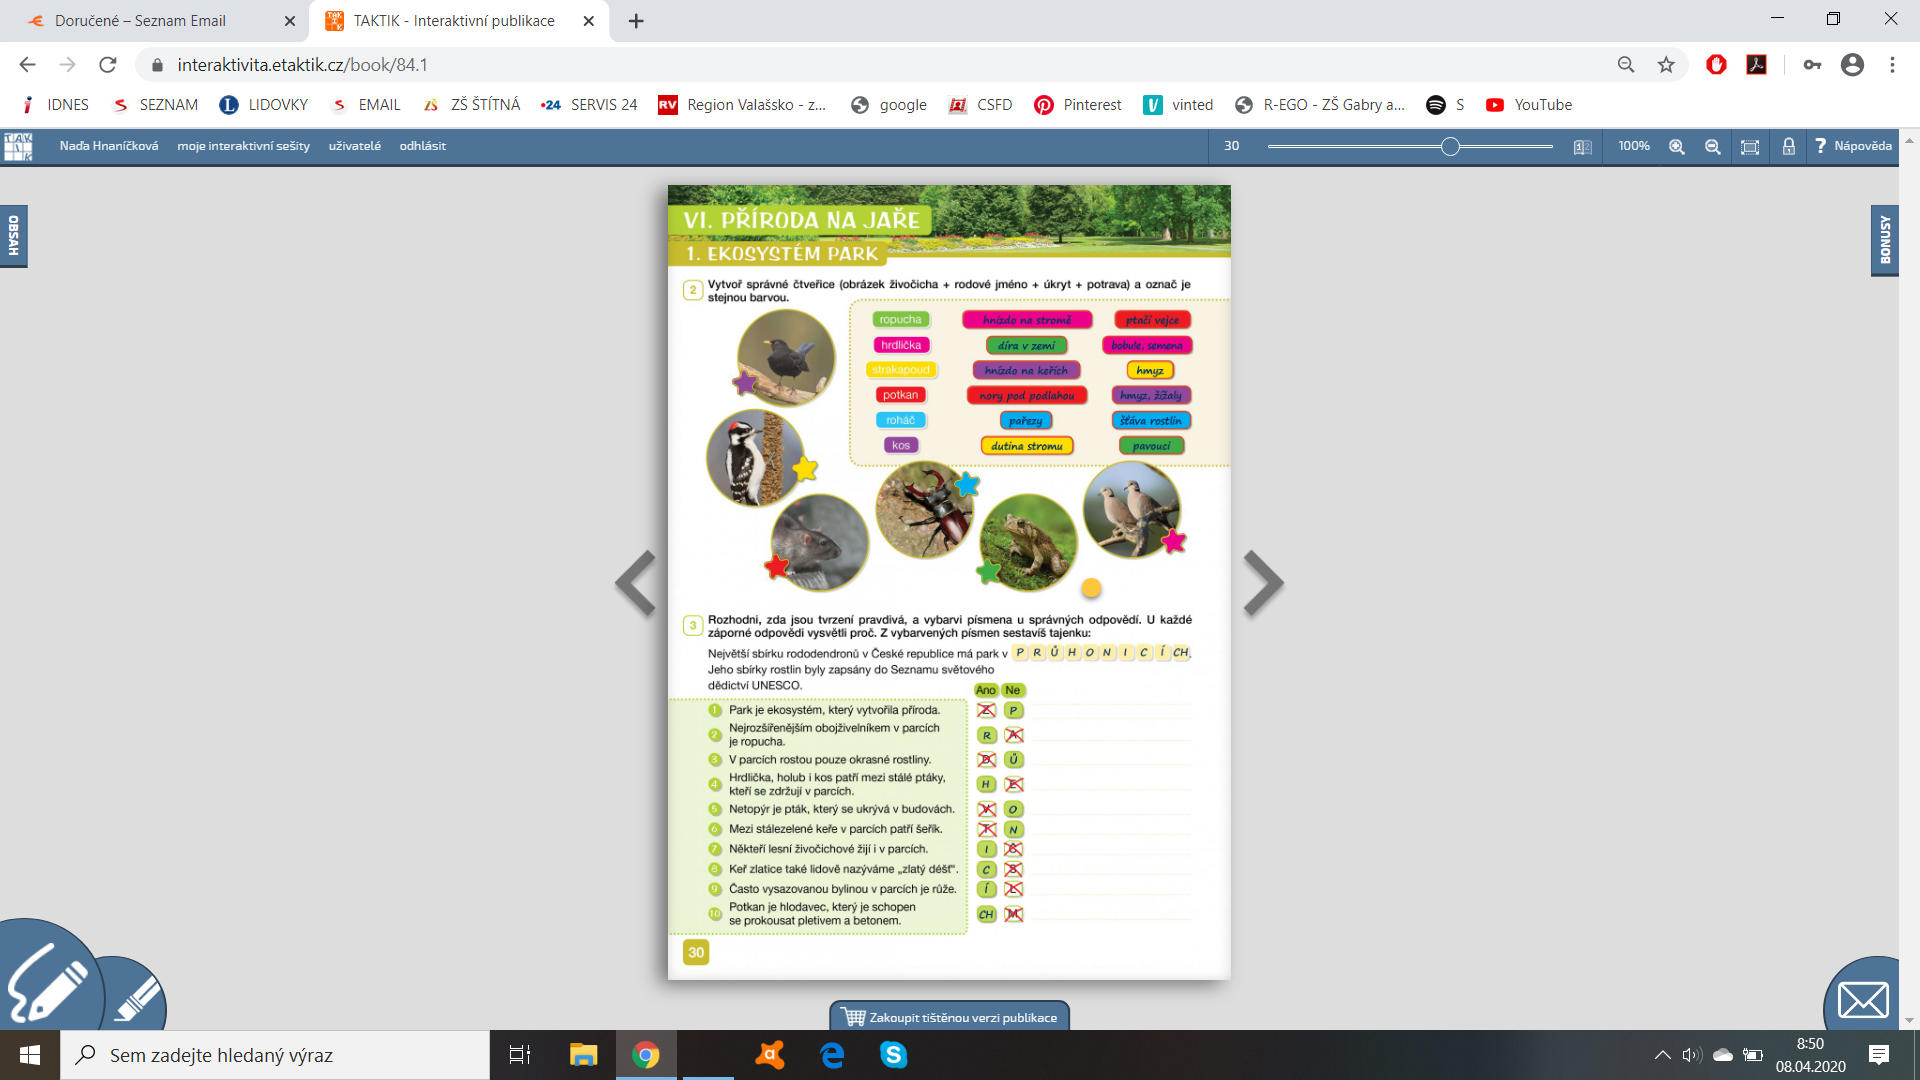 Doručené – Seznam Email
TAKTIK - Interaktivní publikace
interaktivita.etaktik.cz/book/84.1
IDNES SEZNAM LIDOVKY EMAIL ZŠ ŠTÍTNÁ SERVIS 24 Region Valašsko - z... google CSFD Pinterest vinted R-EGO - ZŠ Gabry a... S YouTube
Naďa Hnaníčková moje interaktivní sešity uživatelé odhlásit 30 100% ? Nápověda
OBSAH
BONUSY
VI. PŘÍRODA NA JAŘE
1. EKOSYSTÉM PARK
2 Vytvoř správné čtveřice (obrázek živočicha + rodové jméno + úkryt + potrava) a označ je
stejnou barvou.
ropucha hnízdo na stromě ptačí vejce
hrdlička díra v zemi bobule, semena
strakapoud hnízdo na keřích hmyz
potkan nory pod podlahou hmyz, žížaly
roháč pařezy šťáva rostlin
kos dutina stromu pavouci
3 Rozhodni, zda jsou tvrzení pravdivá, a vybarvi písmena u správných odpovědí. U každé
záporné odpovědi vysvětli proč. Z vybarvených písmen sestavíš tajenku:
Největší sbírku rododendronů v České republice má park v P R Ů H O N I C Í CH.
Jeho sbírky rostlin byly zapsány do Seznamu světového
dědictví UNESCO.
Ano Ne
1 Park je ekosystém, který vytvořila příroda. Z P
2 Nejrozšířenějším obojživelníkem v parcích
je ropucha. R A
3 V parcích rostou pouze okrasné rostliny. D Ů
4 Hrdlička, holub i kos patří mezi stálé ptáky,
kteří se zdržují v parcích. H E
5 Netopýr je pták, který se ukrývá v budovách. V O
6 Mezi stálezelené keře v parcích patří šeřík. T N
7 Někteří lesní živočichové žijí i v parcích. I
8 Keř zlatice také lidově nazýváme „zlatý déšť“. C S
9 Často vysazovanou bylinou v parcích je růže. Í L
10 Potkan je hlodavec, který je schopen
se prokousat pletivem a betonem. CH M
30
Zakoupit tištěnou verzi publikace
Sem zadejte hledaný výraz
8:50
08.04.2020